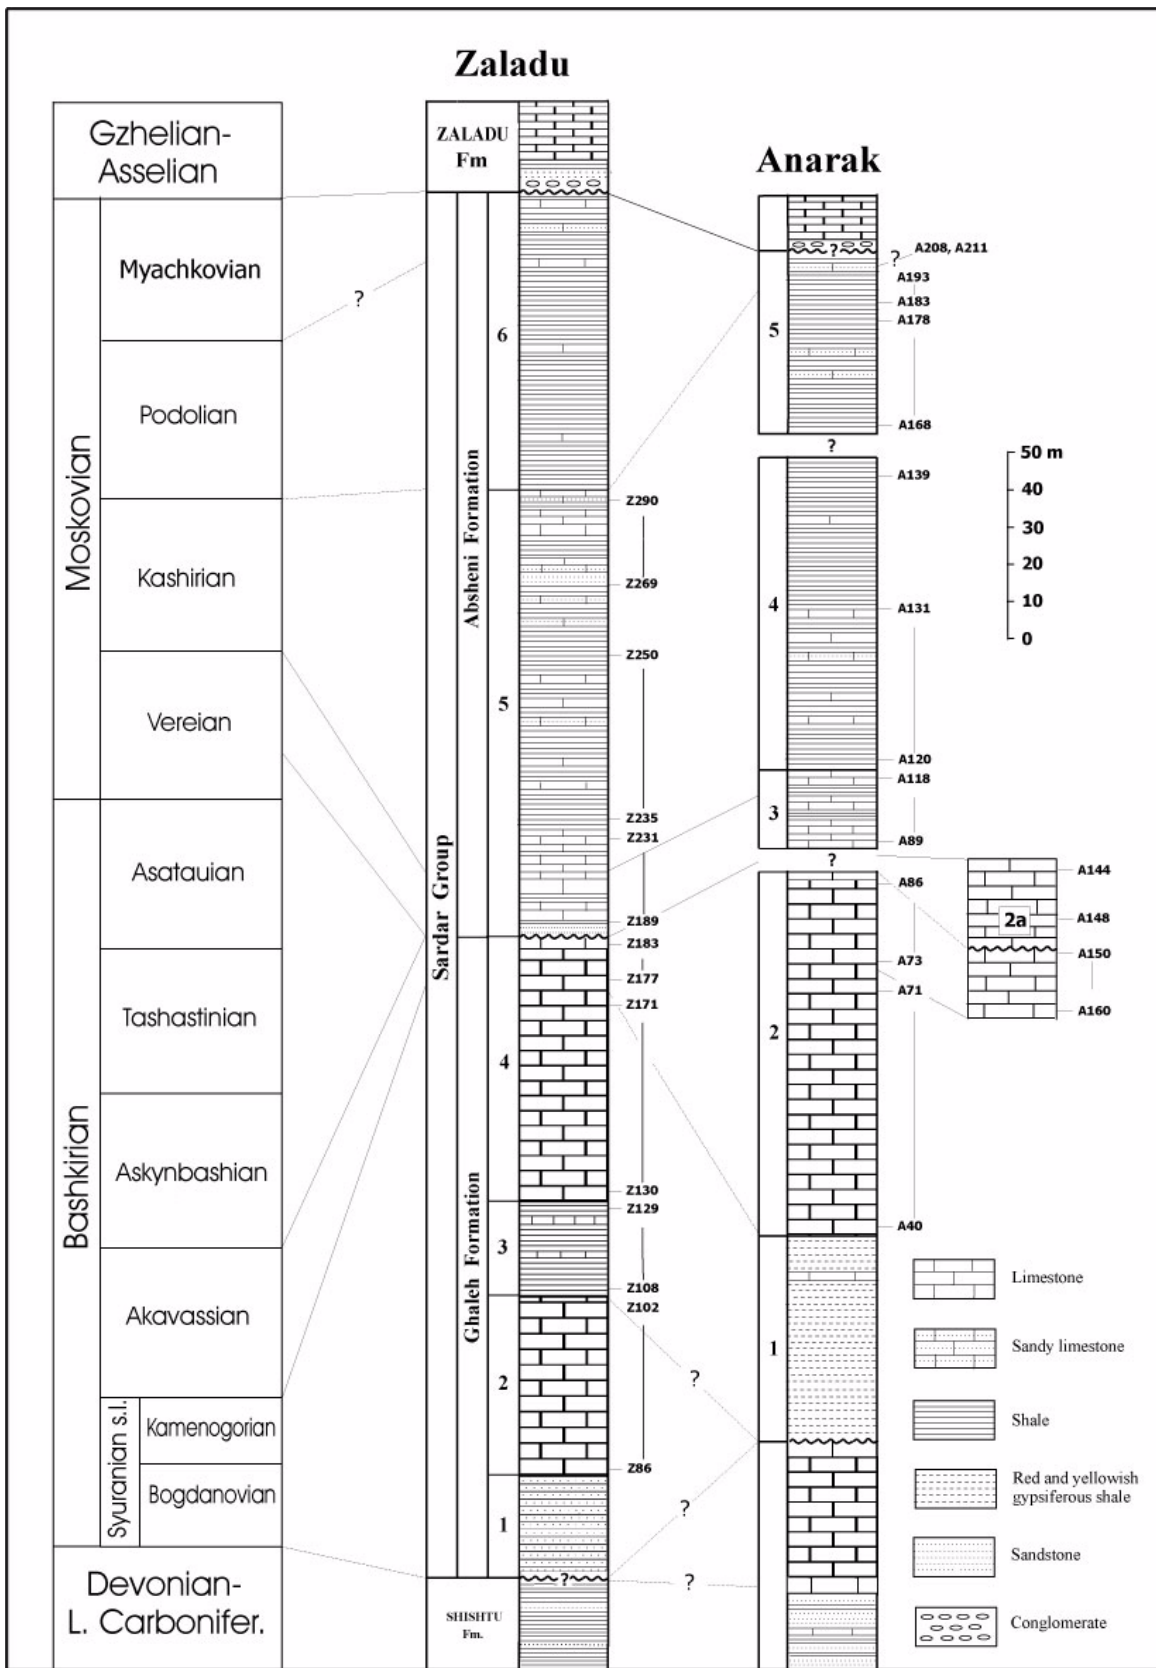 Zaladu
Anarak
Gzhelian-
Asselian
Moskovian
Myachkovian
Podolian
Kashirian
Vereian
Bashkirian
Asatauian
Tashastinian
Askynbashian
Akavassian
Syuranian s.l.
Kamenogorian
Bogdanovian
Devonian-
L. Carbonifer.
?
ZALADU
Fm
Sardar Group
Absheni Formation
Ghaleh Formation
6
5
4
3
2
1
SHISHTU
Fm.
?
Z290
Z269
Z250
Z235
Z231
Z189
Z183
Z177
Z171
Z130
Z129
Z108
Z102
Z86
?
?
?
5
4
3
2
1
?
?
?
?
A208, A211
A193
A183
A178
A168
A139
A131
A120
A118
A89
A86
A73
A71
A40
2a
A144
A148
A150
A160
50 m
40
30
20
10
0
Limestone
Sandy limestone
Shale
Red and yellowish
gypsiferous shale
Sandstone
Conglomerate